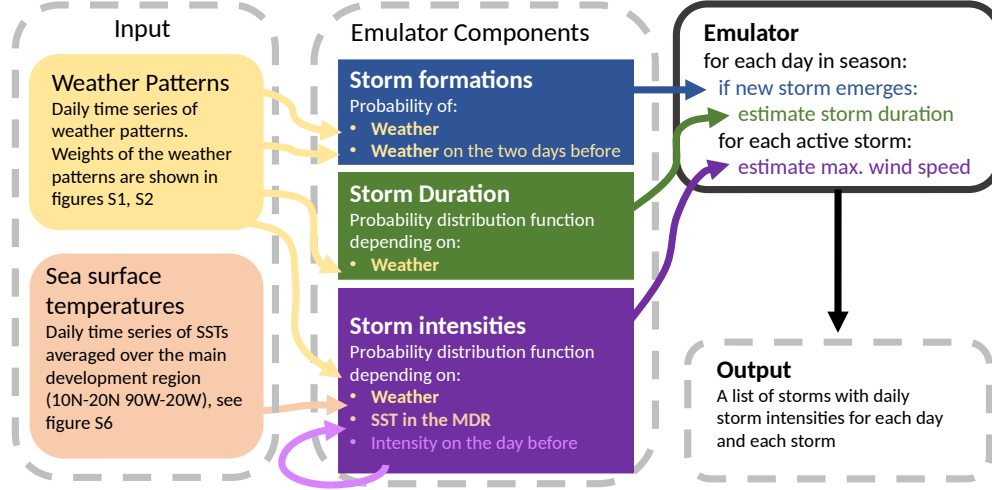 Input
Weather Patterns
Daily time series of
weather patterns.
Weights of the weather
patterns are shown in
figures S1, S2
Sea surface
temperatures
Daily time series of SSTs
averaged over the main
development region
(10N-20N 90W-20W), see
figure S6
Emulator Components
Storm formations
Probability of:
• Weather
• Weather on the two days before
Storm Duration
Probability distribution function
depending on:
• Weather
Storm intensities
Probability distribution function
depending on:
• Weather
• SST in the MDR
• Intensity on the day before
Emulator
for each day in season:
if new storm emerges:
estimate storm duration
for each active storm:
estimate max. wind speed
Output
A list of storms with daily
storm intensities for each day
and each storm